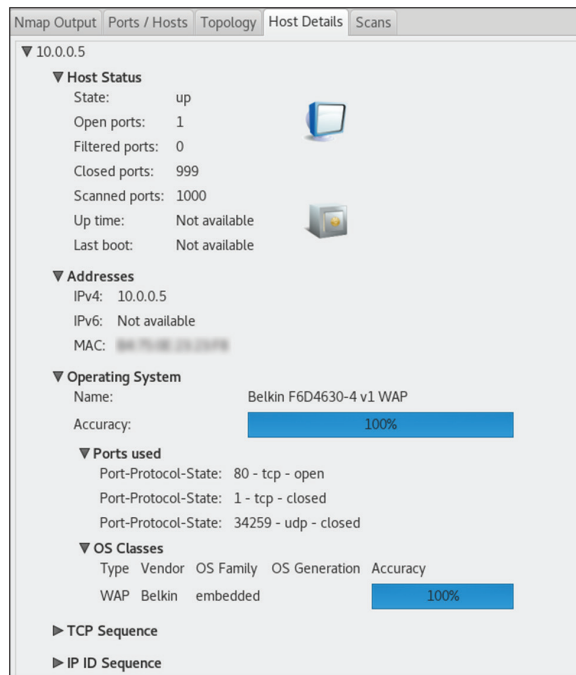 Nmap Output Ports / Hosts Topology Host Details Scans
10.0.0.5
Host Status
State: up
Open ports: 1
Filtered ports: 0
Closed ports: 999
Scanned ports: 1000
Up time: Not available
Last boot: Not available
Addresses
IPv4: 10.0.0.5
IPv6: Not available
MAC:
Operating System
Name: Belkin F6D4630-4 v1 WAP
Accuracy: 100%
Ports used
Port-Protocol-State: 80 - tcp - open
Port-Protocol-State: 1 - tcp - closed
Port-Protocol-State: 34259 - udp - closed
OS Classes
Type Vendor OS Family OS Generation Accuracy
WAP Belkin embedded 100%
TCP Sequence
IP ID Sequence